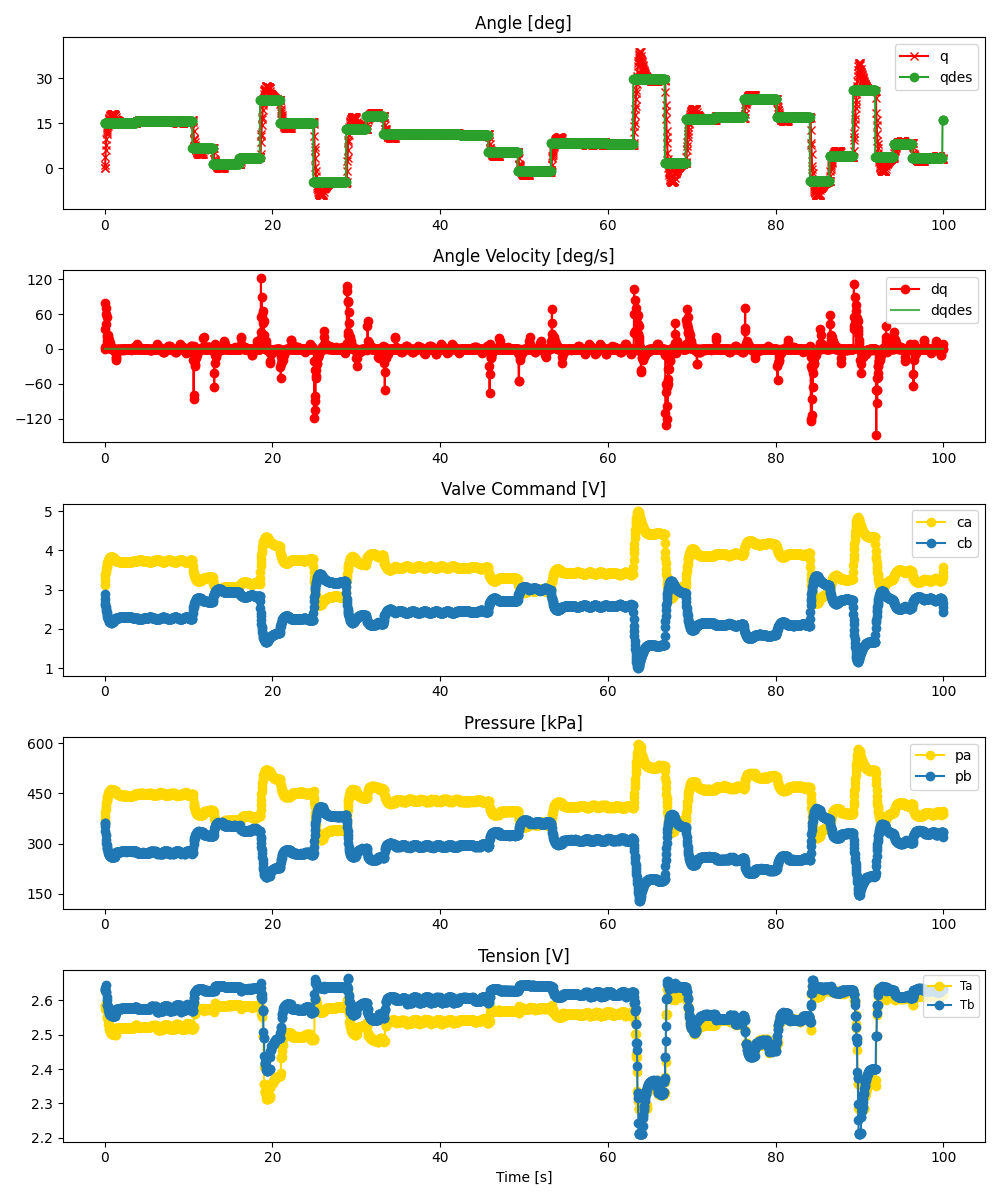 Angle [deg]
30
15
0
q
qdes
0 20 40 60 80 100
Angle Velocity [deg/s]
120
60
0
−60
−120
dq
dqdes
0 20 40 60 80 100
Valve Command [V]
5
4
3
2
1
ca
cb
0 20 40 60 80 100
Pressure [kPa]
600
450
300
150
pa
pb
0 20 40 60 80 100
Tension [V]
2.6
2.5
2.4
2.3
2.2
Ta
Tb
0 20 40 60 80 100
Time [s]